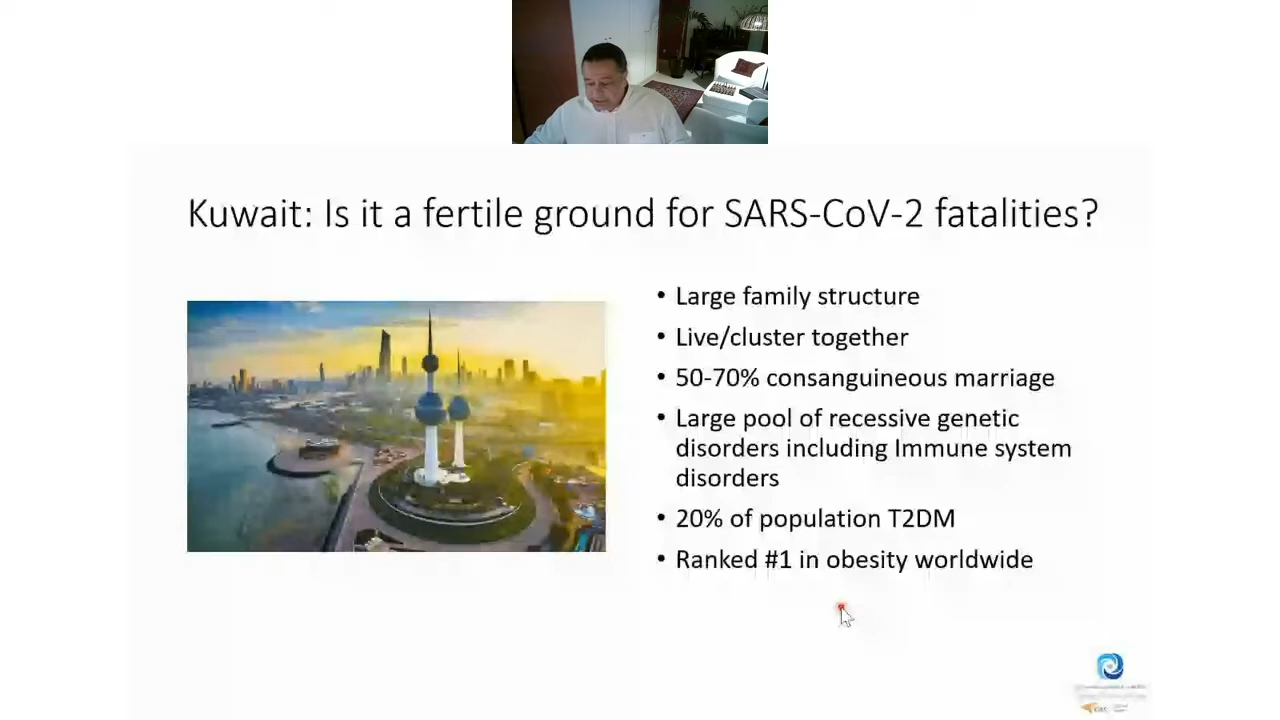 Kuwait: Is it a fertile ground for SARS-CoV-2 fatalities?
• Large family structure
• Live/cluster together
• 50-70% consanguineous marriage
• Large pool of recessive genetic
disorders including Immune system
disorders
• 20% of population T2DM
• Ranked #1 in obesity worldwide